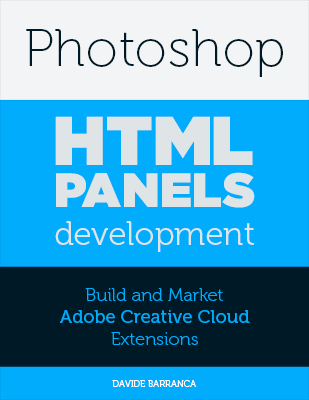 Photoshop
HTML
PANELS
development
Build and Market
Adobe Creative Cloud
Extensions
DAVIDE BARRANCA